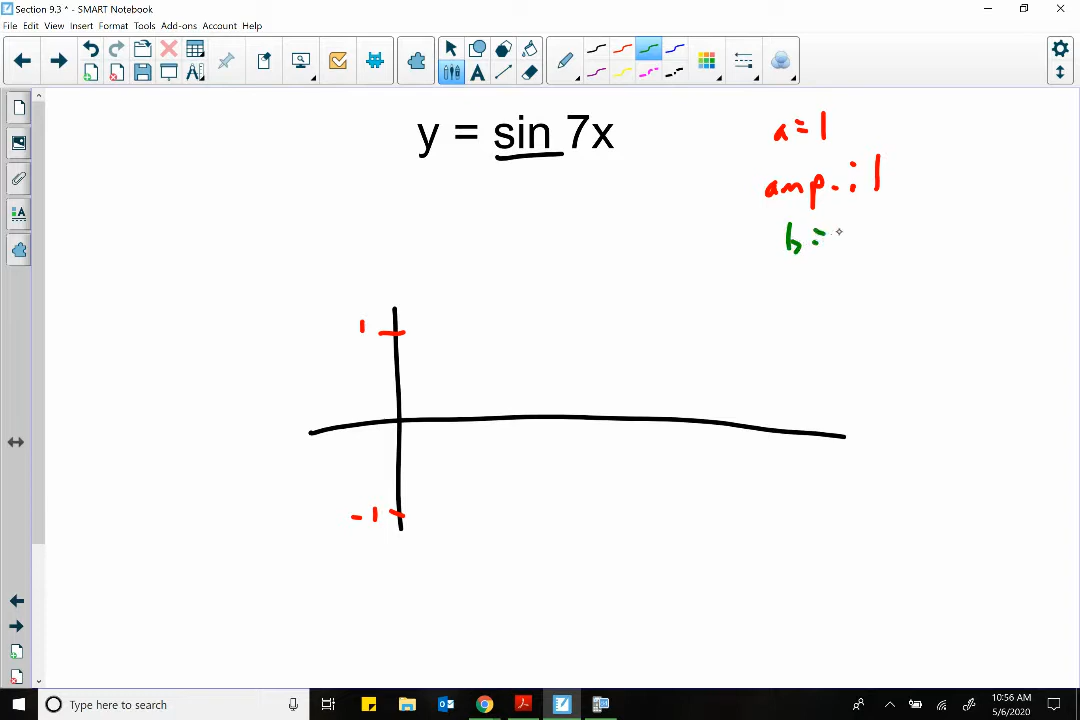 Section 9.3 * - SMART Notebook
File Edit View Insert Format Tools Add-ons Account Help
y = sin 7x
a = 1
amp. : 1
b =
1
-1
Type here to search
10:56 AM
5/6/2020